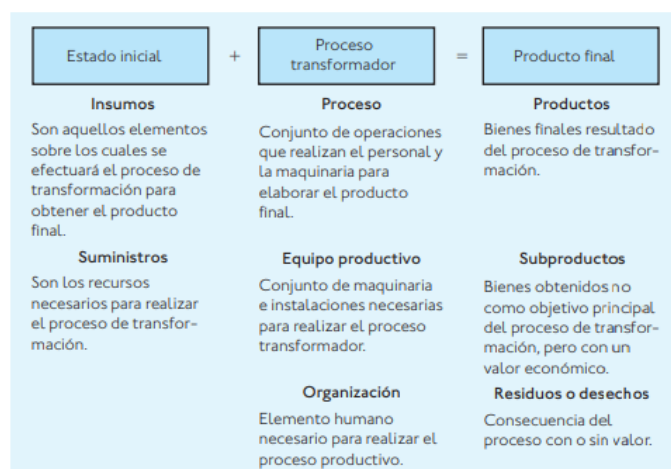 Estado inicial
+
Proceso
transformador
=
Producto final
Insumos
Son aquellos elementos
sobre los cuales se
efectuará el proceso de
transformación para
obtener el producto
final.
Suministros
Son los recursos
necesarios para realizar
el proceso de transfor-
mación.
Proceso
Conjunto de operaciones
que realizan el personal y
la maquinaria para
elaborar el producto
final.
Equipo productivo
Conjunto de maquinaria
e instalaciones necesarias
para realizar el proceso
transformador.
Organización
Elemento humano
necesario para realizar el
proceso productivo.
Productos
Bienes finales resultado
del proceso de transfor-
mación.
Subproductos
Bienes obtenidos no
como objetivo principal
del proceso de transfor-
mación, pero con un
valor económico.
Residuos o desechos
Consecuencia del
proceso con o sin valor.